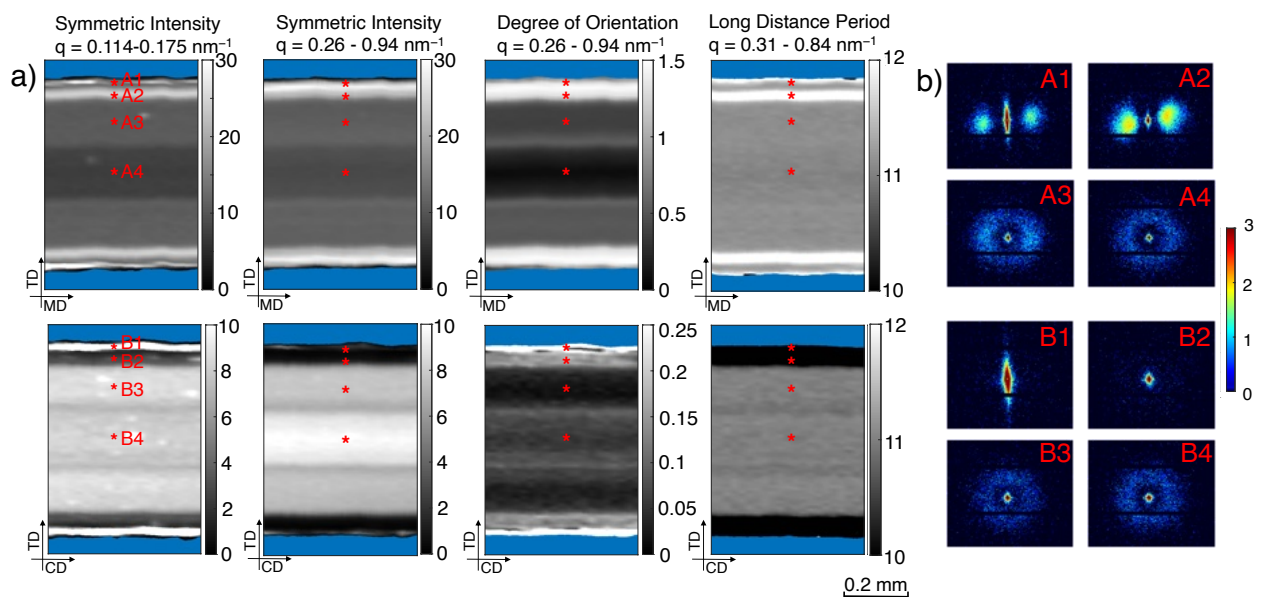 Symmetric Intensity
q = 0.114-0.175 nm⁻¹
Symmetric Intensity
q = 0.26 - 0.94 nm⁻¹
Degree of Orientation
q = 0.26 - 0.94 nm⁻¹
Long Distance Period
q = 0.31 - 0.84 nm⁻¹
a)
* A1
* A2
* A3
* A4
TD
MD
30
20
10
0
*
*
*
*
TD
MD
30
20
10
0
*
*
*
*
TD
MD
1.5
1
0.5
0
*
*
*
*
TD
MD
12
11
10
* B1
* B2
* B3
* B4
TD
CD
10
8
6
4
2
0
*
*
*
*
TD
CD
10
8
6
4
2
0
*
*
*
*
TD
CD
0.25
0.2
0.15
0.1
0.05
0
*
*
*
*
TD
CD
12
11
10
0.2 mm
b)
A1
A2
A3
A4
B1
B2
B3
B4
3
2
1
0